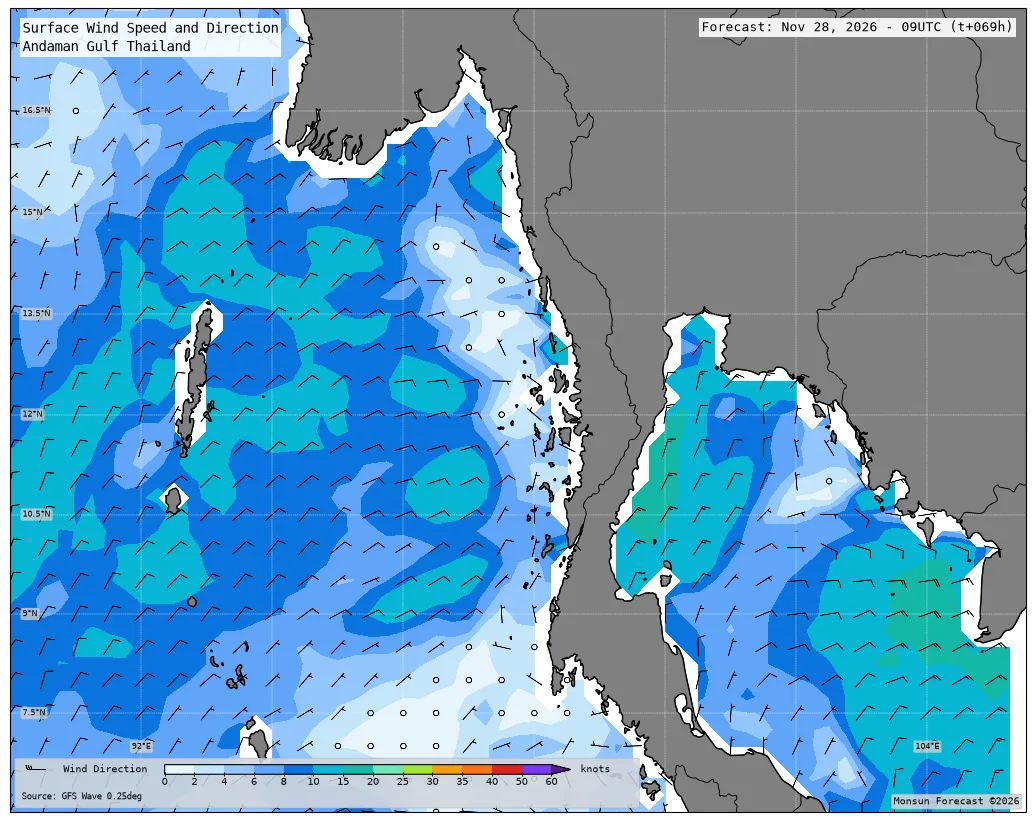 Surface Wind Speed and Direction
Andaman Gulf Thailand
Forecast: Nov 28, 2026 - 09UTC (t+069h)
16.5°N
15°N
13.5°N
12°N
10.5°N
9°N
7.5°N
92°E
104°E
Wind Direction
0 2 4 6 8 10 15 20 25 30 35 40 50 60
knots
Source: GFS Wave 0.25deg
Monsun Forecast ©2026